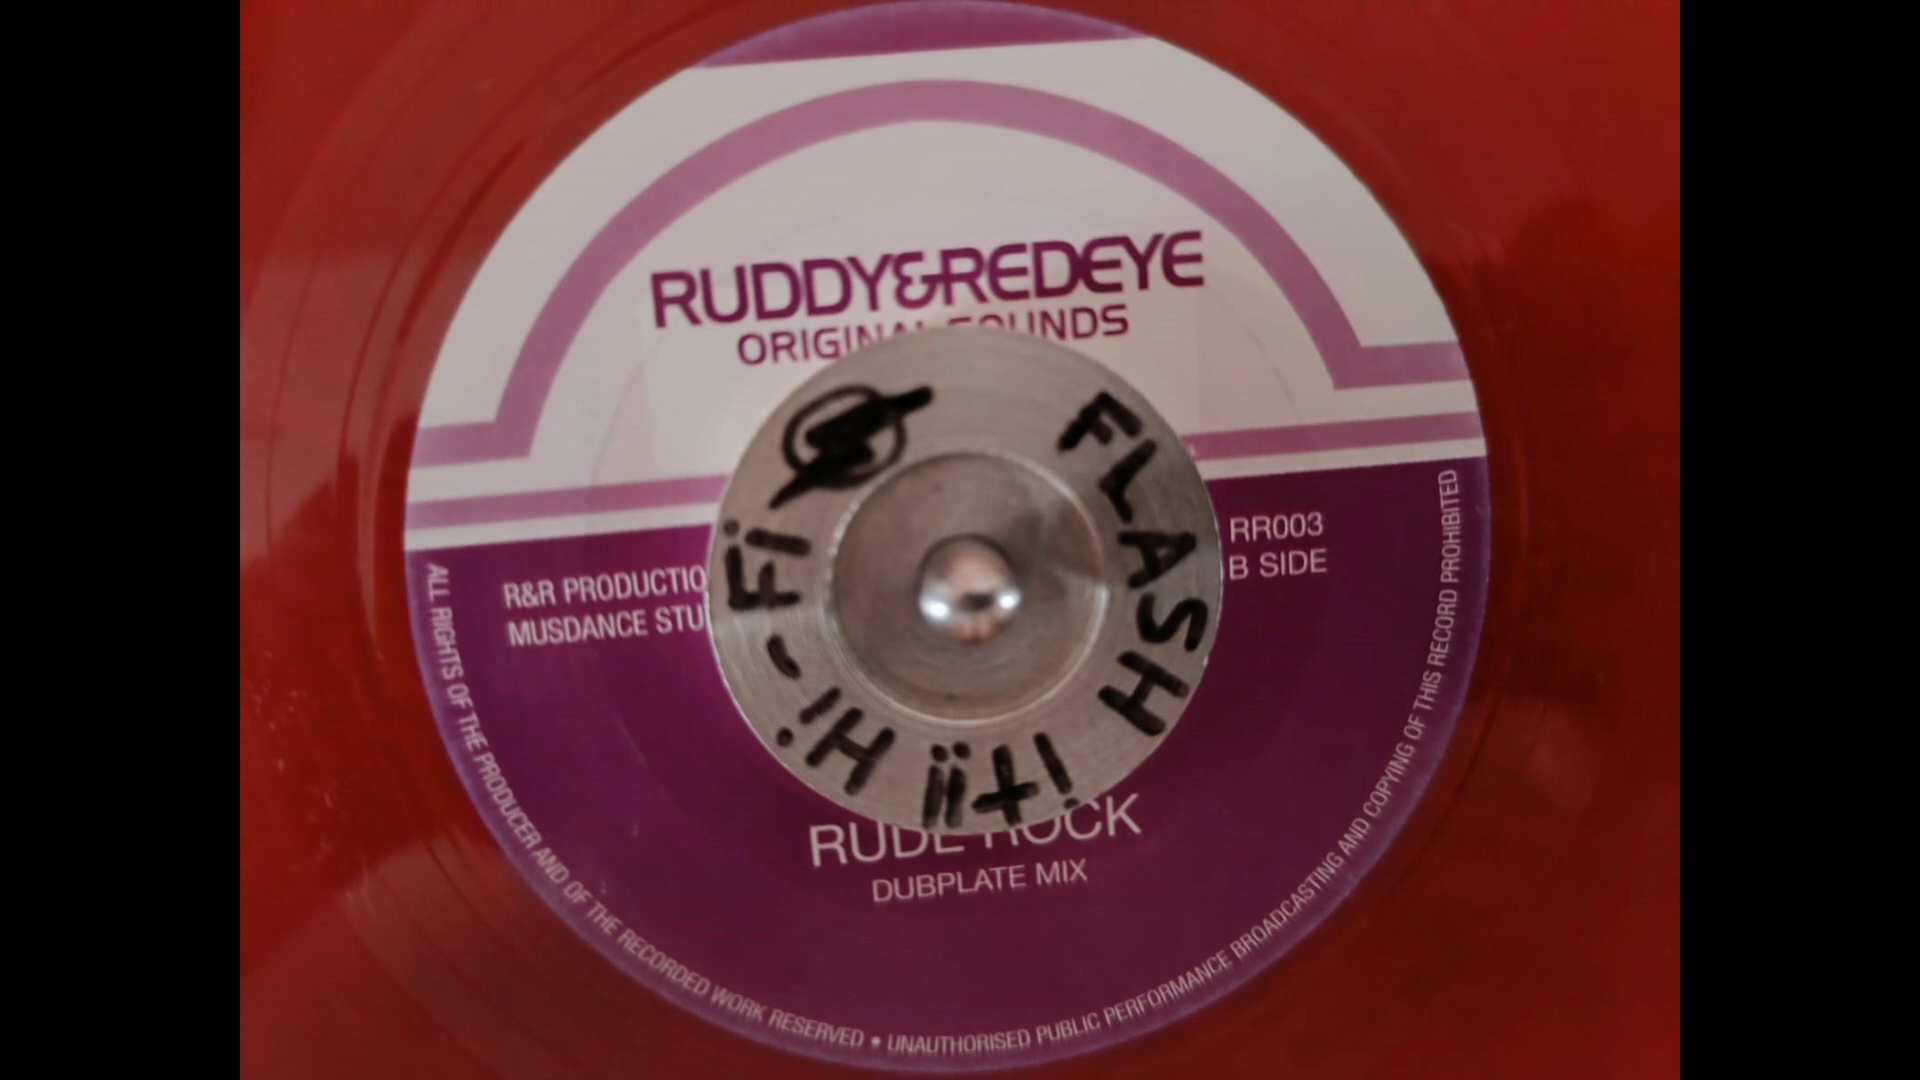 RUDDY&REDEYE
ORIGINAL SOUNDS
FLASH it!! Hi-Fi
RR003
B SIDE
R&R PRODUCTIO
MUSDANCE STU
RUDE ROCK
DUBPLATE MIX
ALL RIGHTS OF THE PRODUCER AND OF THE RECORDED WORK RESERVED • UNAUTHORISED PUBLIC PERFORMANCE BROADCASTING AND COPYING OF THIS RECORD PROHIBITED